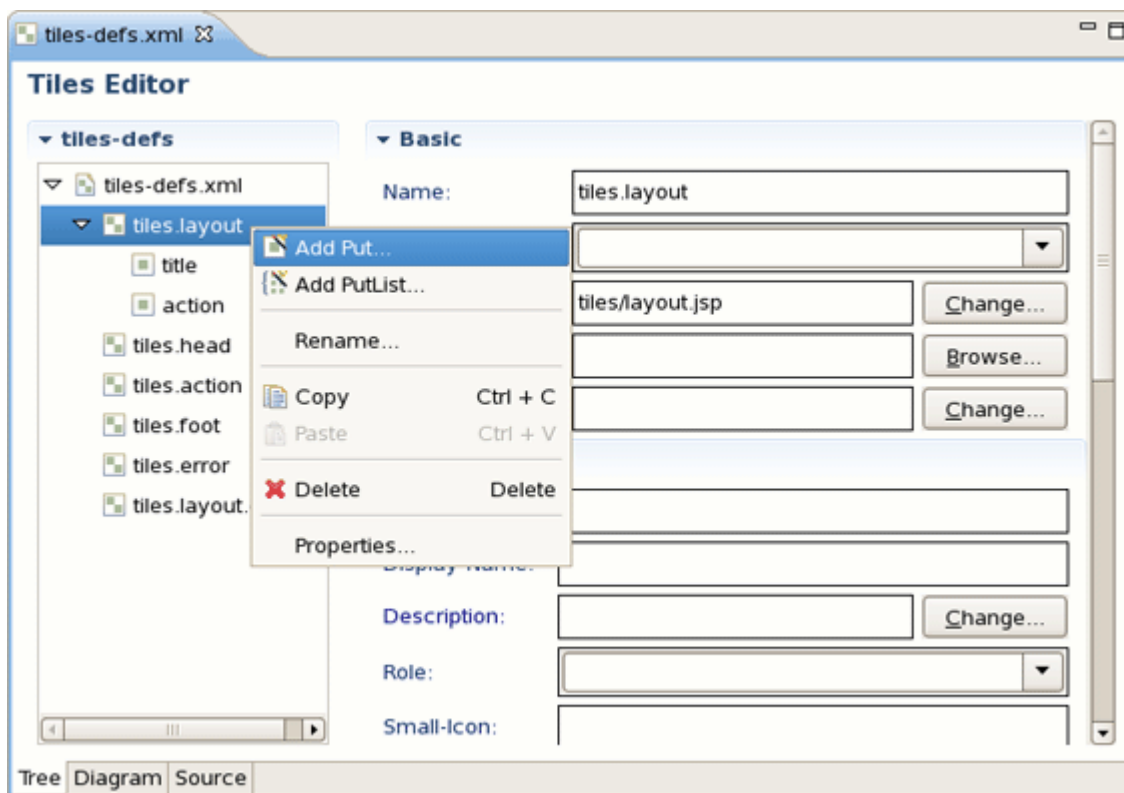 tiles-defs.xml
Tiles Editor
tiles-defs
tiles-defs.xml
tiles.layout
title
action
tiles.head
tiles.action
tiles.foot
tiles.error
tiles.layout.
Add Put...
Add PutList...
Rename...
Copy Ctrl + C
Paste Ctrl + V
Delete Delete
Properties...
Basic
Name: tiles.layout
tiles/layout.jsp Change...
Browse...
Change...
Display-Name:
Description: Change...
Role:
Small-Icon:
Tree Diagram Source